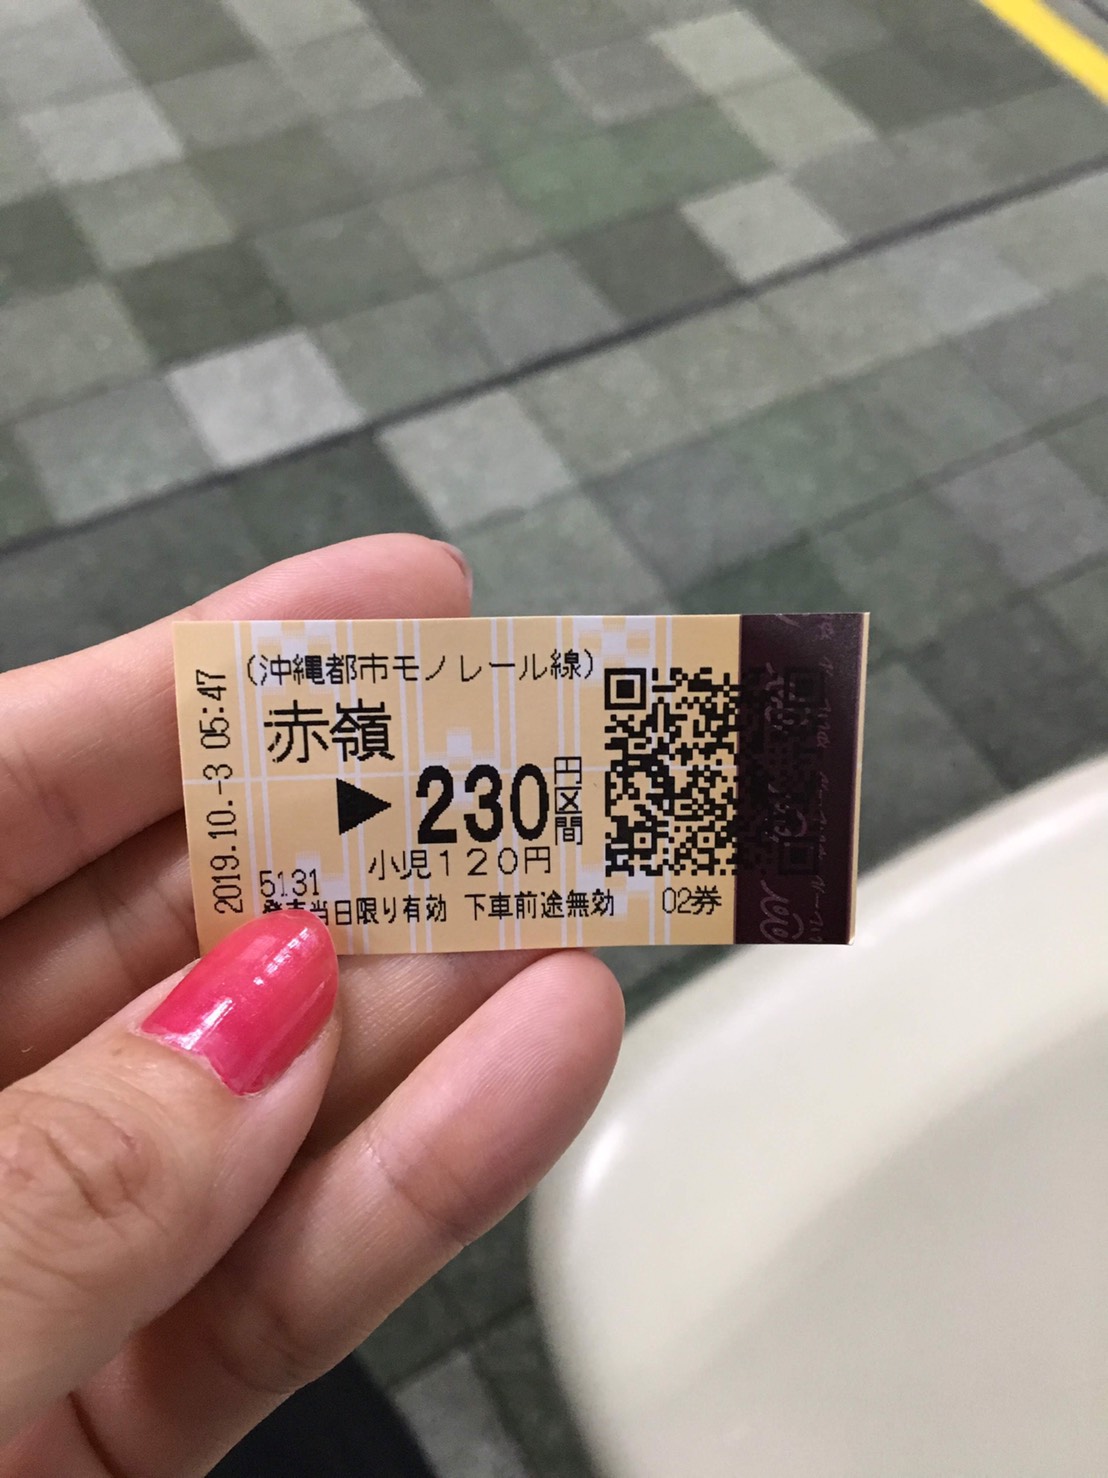 2019.10.-3 05:47
(沖縄都市モノレール線)
赤嶺
▶230円区間
小児120円
5131
発売当日限り有効 下車前途無効 02券